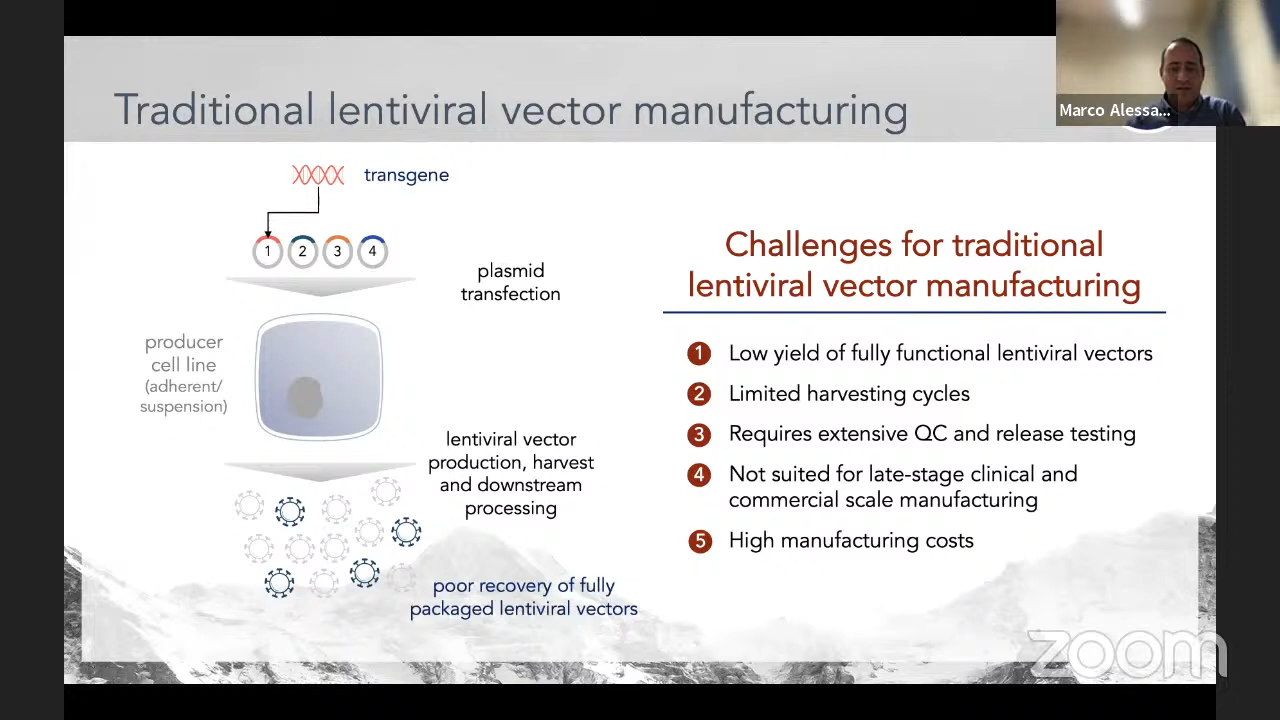 Traditional lentiviral vector manufacturing
Marco Alessa...
transgene
1 2 3 4
plasmid
transfection
producer
cell line
(adherent/
suspension)
lentiviral vector
production, harvest
and downstream
processing
poor recovery of fully
packaged lentiviral vectors
Challenges for traditional
lentiviral vector manufacturing
1 Low yield of fully functional lentiviral vectors
2 Limited harvesting cycles
3 Requires extensive QC and release testing
4 Not suited for late-stage clinical and
commercial scale manufacturing
5 High manufacturing costs
zoom